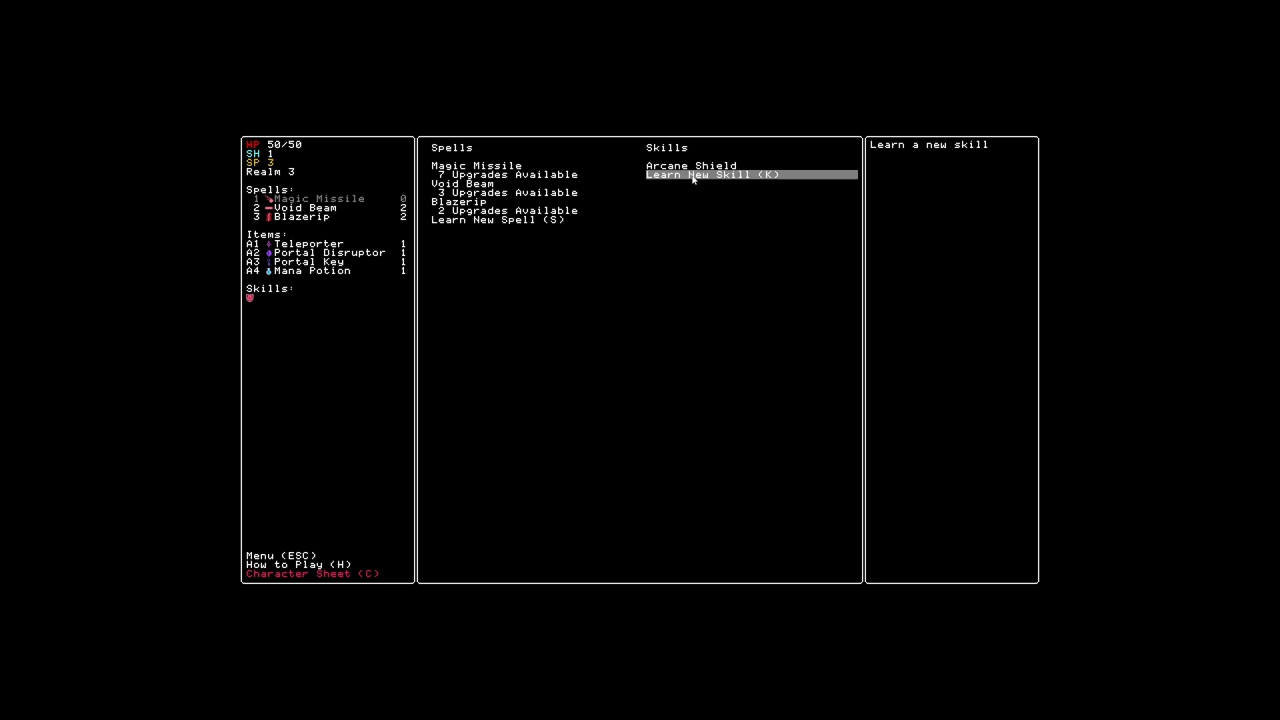 HP 50/50
SH 1
SP 3
Realm 3
Spells:
1 Magic Missile 0
2 Void Beam 2
3 Blazerip 2
Items:
A1 Teleporter 1
A2 Portal Disruptor 1
A3 Portal Key 1
A4 Mana Potion 1
Skills:
Menu (ESC)
How to Play (H)
Character Sheet (C)
Spells
Magic Missile
7 Upgrades Available
Void Beam
3 Upgrades Available
Blazerip
2 Upgrades Available
Learn New Spell (S)
Skills
Arcane Shield
Learn New Skill (K)
Learn a new skill